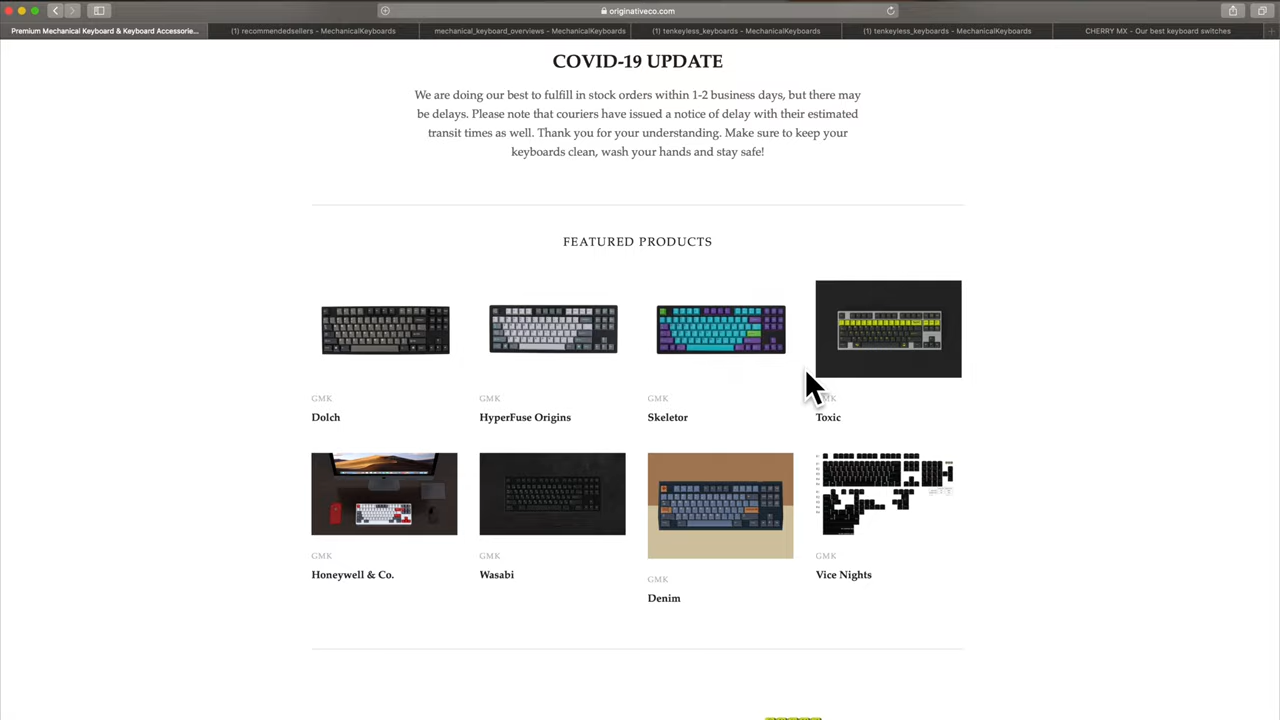 originativeco.com
Premium Mechanical Keyboard & Keyboard Accessorie...
(1) recommendedsellers - MechanicalKeyboards
mechanical_keyboard_overviews - MechanicalKeyboards
(1) tenkeyless_keyboards - MechanicalKeyboards
(1) tenkeyless_keyboards - MechanicalKeyboards
CHERRY MX - Our best keyboard switches
COVID-19 UPDATE
We are doing our best to fulfill in stock orders within 1-2 business days, but there may
be delays. Please note that couriers have issued a notice of delay with their estimated
transit times as well. Thank you for your understanding. Make sure to keep your
keyboards clean, wash your hands and stay safe!
FEATURED PRODUCTS
GMK
Dolch
GMK
HyperFuse Origins
GMK
Skeletor
GMK
Toxic
GMK
Honeywell & Co.
GMK
Wasabi
GMK
Denim
GMK
Vice Nights